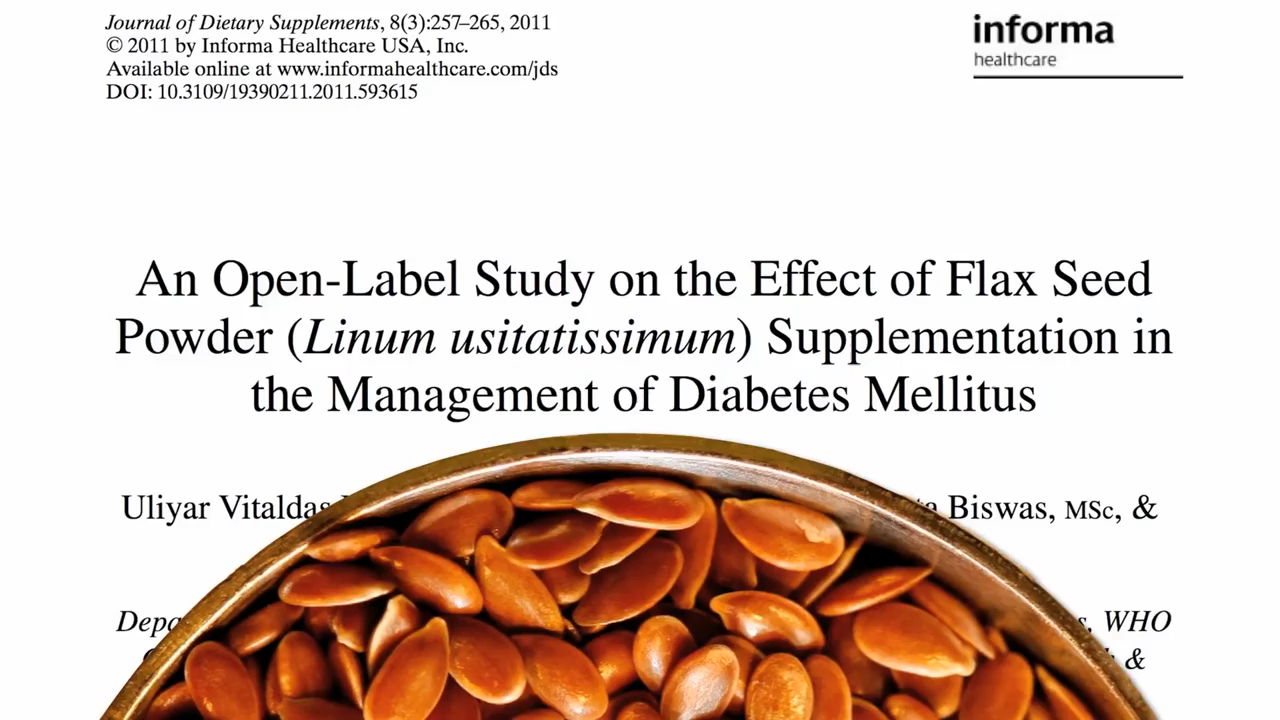 Journal of Dietary Supplements, 8(3):257–265, 2011
© 2011 by Informa Healthcare USA, Inc.
Available online at www.informahealthcare.com/jds
DOI: 10.3109/19390211.2011.593615
informa
healthcare
An Open-Label Study on the Effect of Flax Seed
Powder (Linum usitatissimum) Supplementation in
the Management of Diabetes Mellitus
Uliyar Vitaldas Biswas, MSc, &
WHO
&